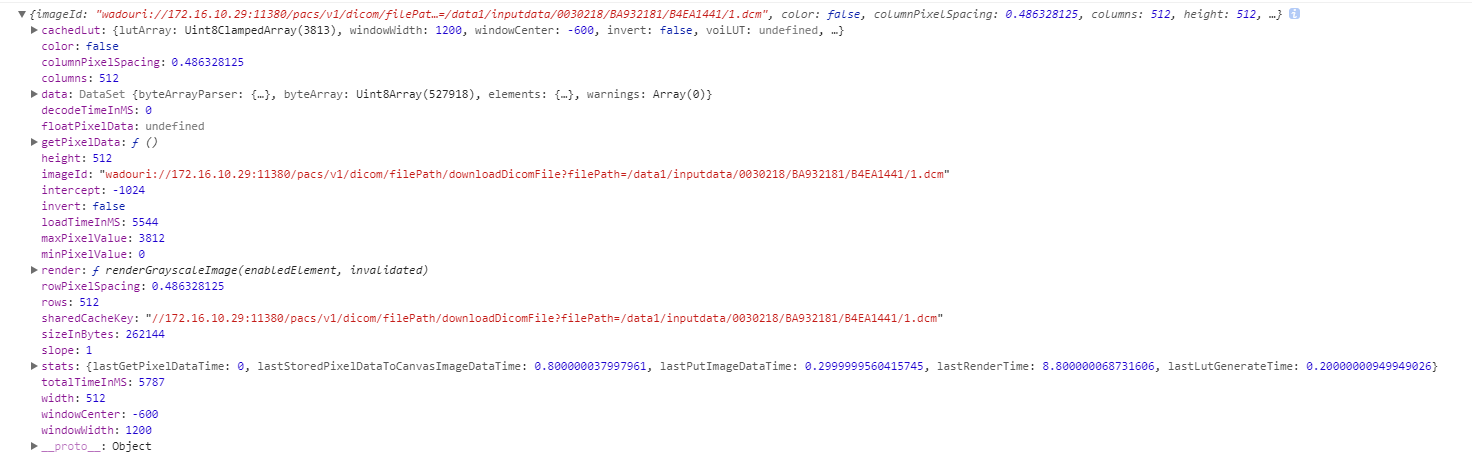 ▼{imageId: "wadouri://172.16.10.29:11380/pacs/v1/dicom/filePat…=/data1/inputdata/0030218/BA932181/B4EA1441/1.dcm", color: false, columnPixelSpacing: 0.486328125, columns: 512, height: 512, …} i
▶cachedLut: {lutArray: Uint8ClampedArray(3813), windowWidth: 1200, windowCenter: -600, invert: false, voiLUT: undefined, …}
color: false
columnPixelSpacing: 0.486328125
columns: 512
▶data: DataSet {byteArrayParser: {…}, byteArray: Uint8Array(527918), elements: {…}, warnings: Array(0)}
decodeTimeInMS: 0
floatPixelData: undefined
▶getPixelData: ƒ ()
height: 512
imageId: "wadouri://172.16.10.29:11380/pacs/v1/dicom/filePath/downloadDicomFile?filePath=/data1/inputdata/0030218/BA932181/B4EA1441/1.dcm"
intercept: -1024
invert: false
loadTimeInMS: 5544
maxPixelValue: 3812
minPixelValue: 0
▶render: ƒ renderGrayscaleImage(enabledElement, invalidated)
rowPixelSpacing: 0.486328125
rows: 512
sharedCacheKey: "//172.16.10.29:11380/pacs/v1/dicom/filePath/downloadDicomFile?filePath=/data1/inputdata/0030218/BA932181/B4EA1441/1.dcm"
sizeInBytes: 262144
slope: 1
▶stats: {lastGetPixelDataTime: 0, lastStoredPixelDataToCanvasImageDataTime: 0.800000037997961, lastPutImageDataTime: 0.2999999560415745, lastRenderTime: 8.800000068731606, lastLutGenerateTime: 0.20000000949949026}
totalTimeInMS: 5787
width: 512
windowCenter: -600
windowWidth: 1200
▶__proto__: Object